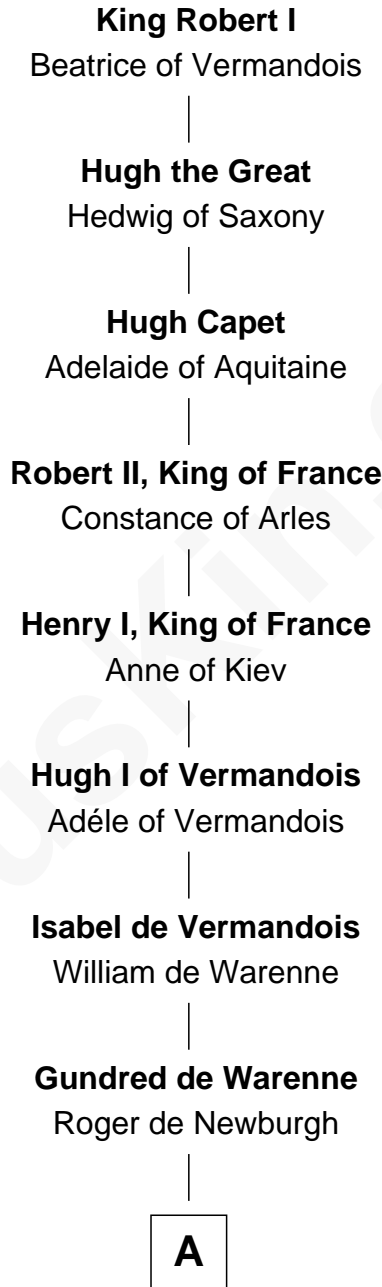 King Robert I
Beatrice of Vermandois
Hugh the Great
Hedwig of Saxony
Hugh Capet
Adelaide of Aquitaine
Robert II, King of France
Constance of Arles
Henry I, King of France
Anne of Kiev
Hugh I of Vermandois
Adéle of Vermandois
Isabel de Vermandois
William de Warenne
Gundred de Warenne
Roger de Newburgh
A